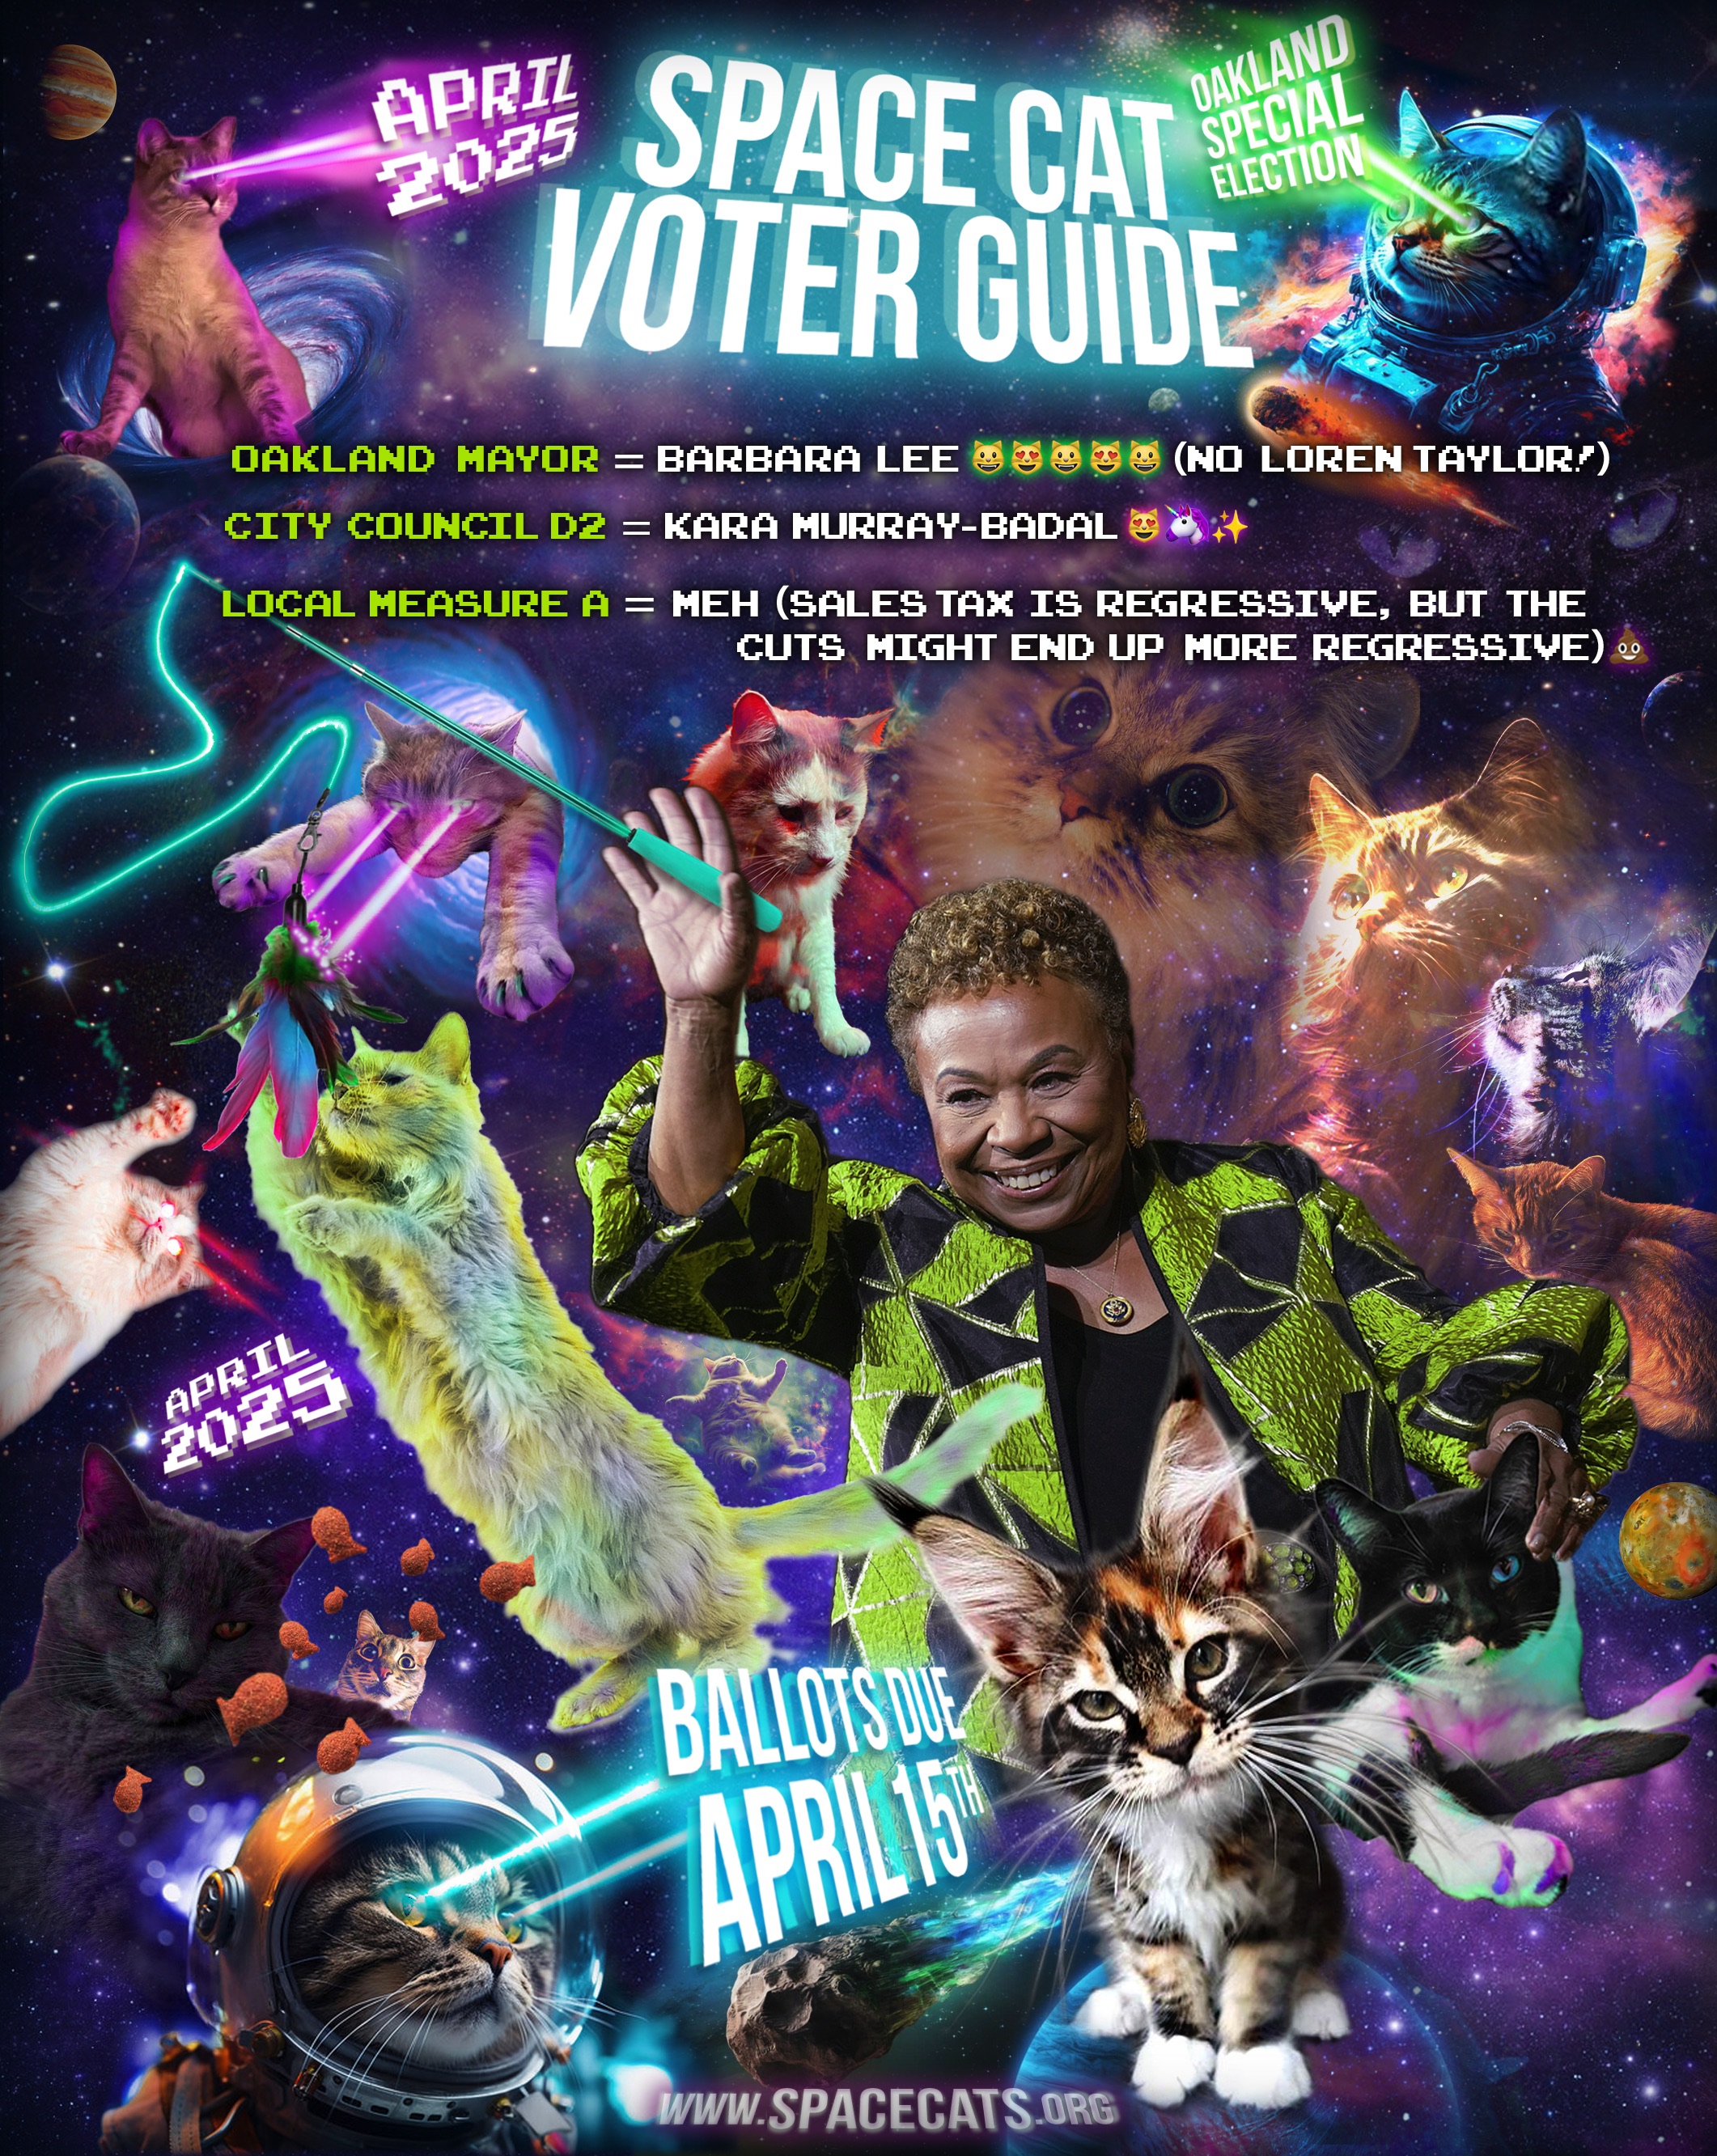 APRIL
2025
SPACE CAT
VOTER GUIDE
OAKLAND
SPECIAL
ELECTION
OAKLAND MAYOR = BARBARA LEE 😺😻😺😻😺 (NO LOREN TAYLOR!)
CITY COUNCIL D2 = KARA MURRAY-BADAL 😻🦄✨
LOCAL MEASURE A = MEH (SALES TAX IS REGRESSIVE, BUT THE
CUTS MIGHT END UP MORE REGRESSIVE)💩
APRIL
2025
BALLOTS DUE
APRIL 15TH
WWW.SPACECATS.ORG